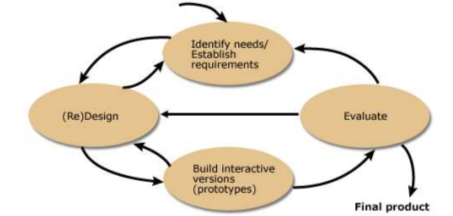 Identify needs/
Establish
requirements
(Re)Design
Evaluate
Build interactive
versions
(prototypes)
Final product